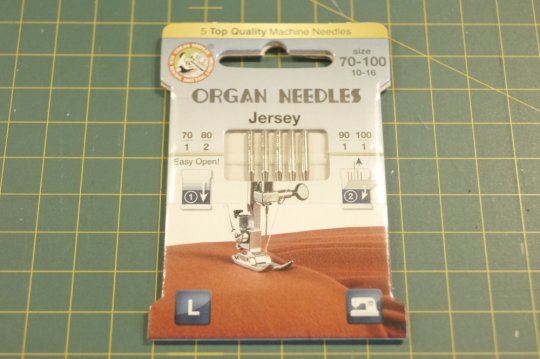 5 Top Quality Machine Needles
size
70-100
10-16
ORGAN NEEDLES
Jersey
70 80 90 100
1 2 1 1
Easy Open!
1 2
L